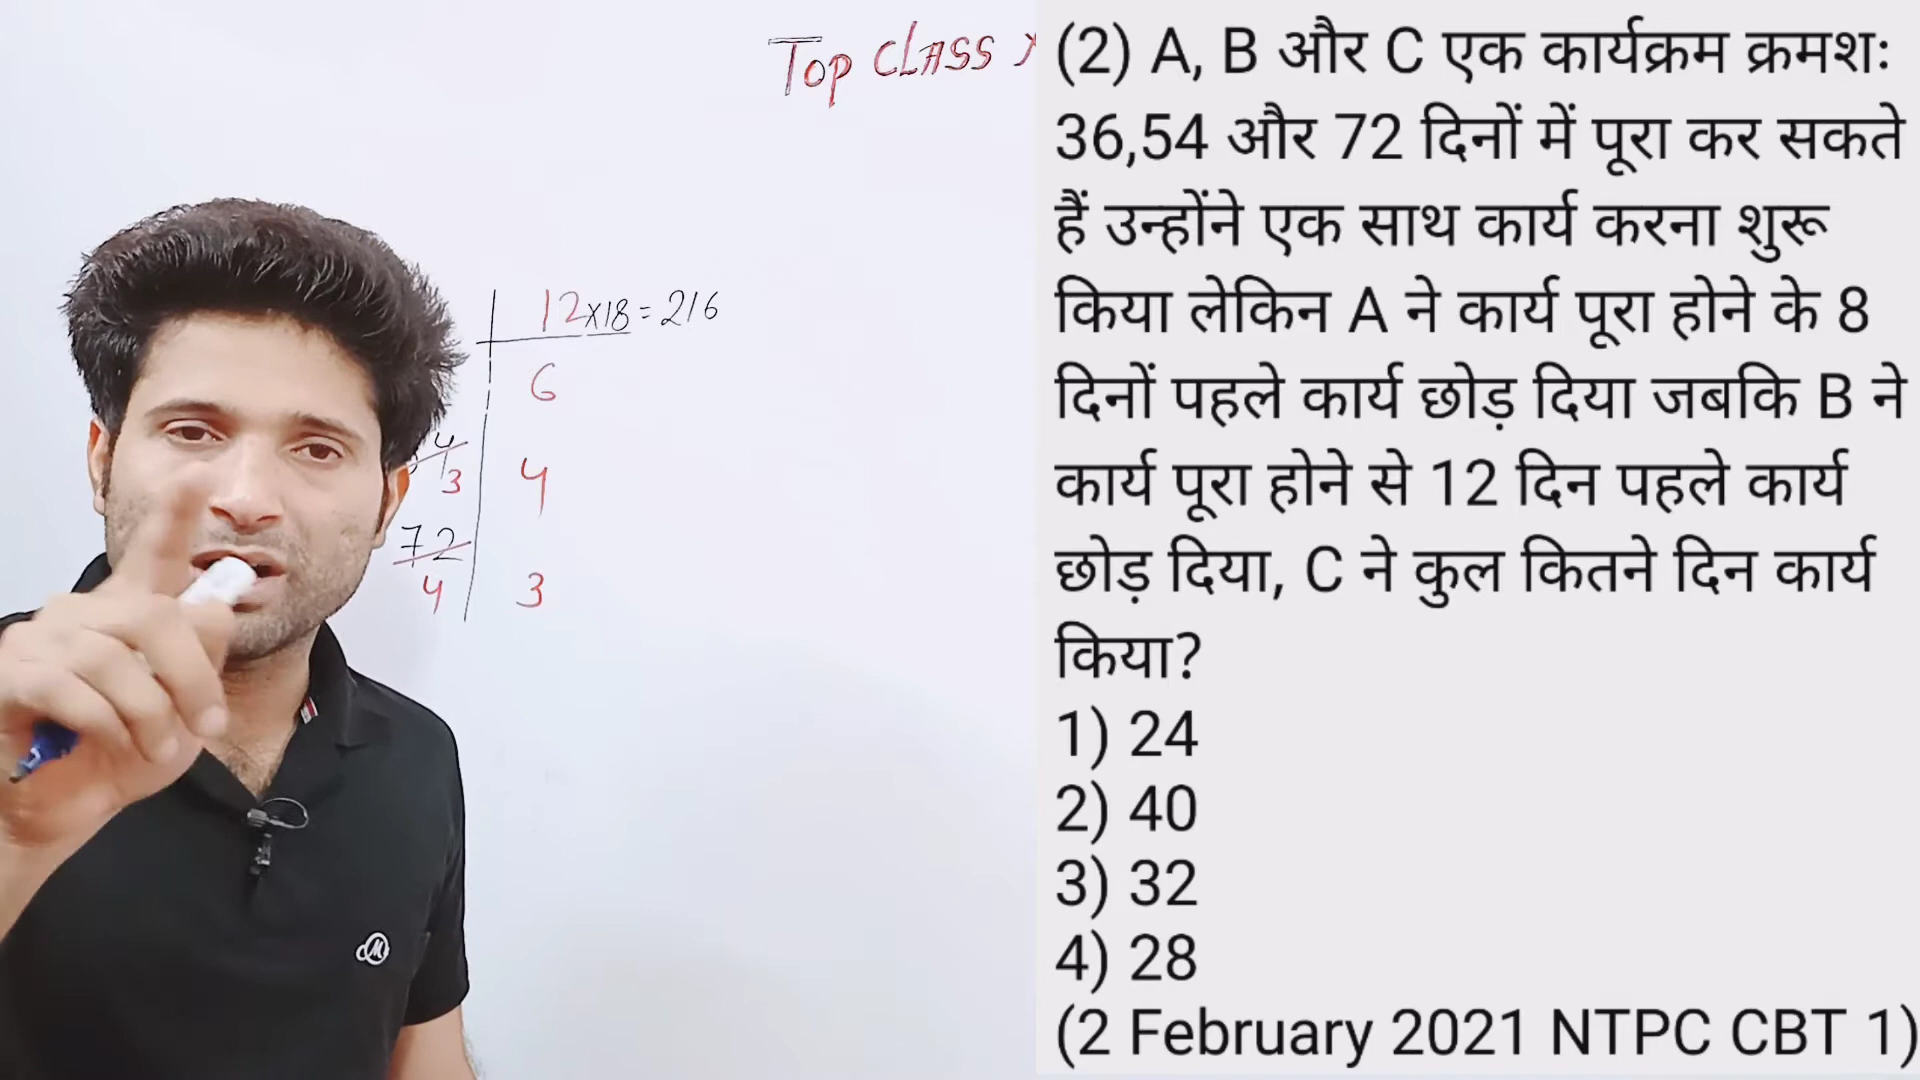 Top CLASS
12x18=216
6
4
3
4
72
4
3
(2) A, B और C एक कार्यक्रम क्रमशः
36,54 और 72 दिनों में पूरा कर सकते
हैं उन्होंने एक साथ कार्य करना शुरू
किया लेकिन A ने कार्य पूरा होने के 8
दिनों पहले कार्य छोड़ दिया जबकि B ने
कार्य पूरा होने से 12 दिन पहले कार्य
छोड़ दिया, C ने कुल कितने दिन कार्य
किया?
1) 24
2) 40
3) 32
4) 28
(2 February 2021 NTPC CBT 1)